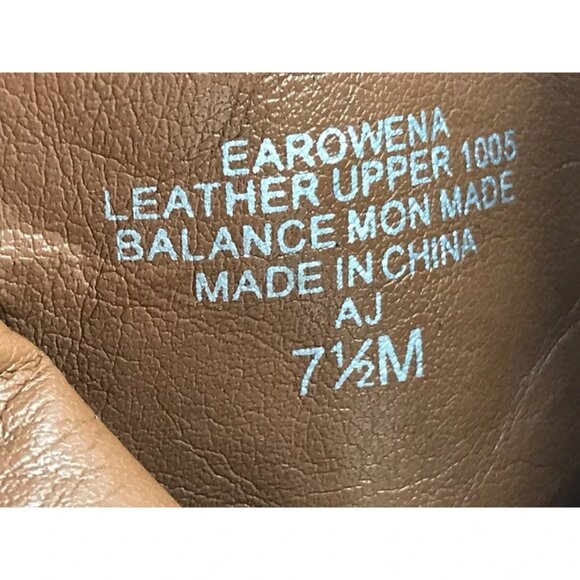 EAROWENA
LEATHER UPPER 1005
BALANCE MON MADE
MADE IN CHINA
AJ
7½M